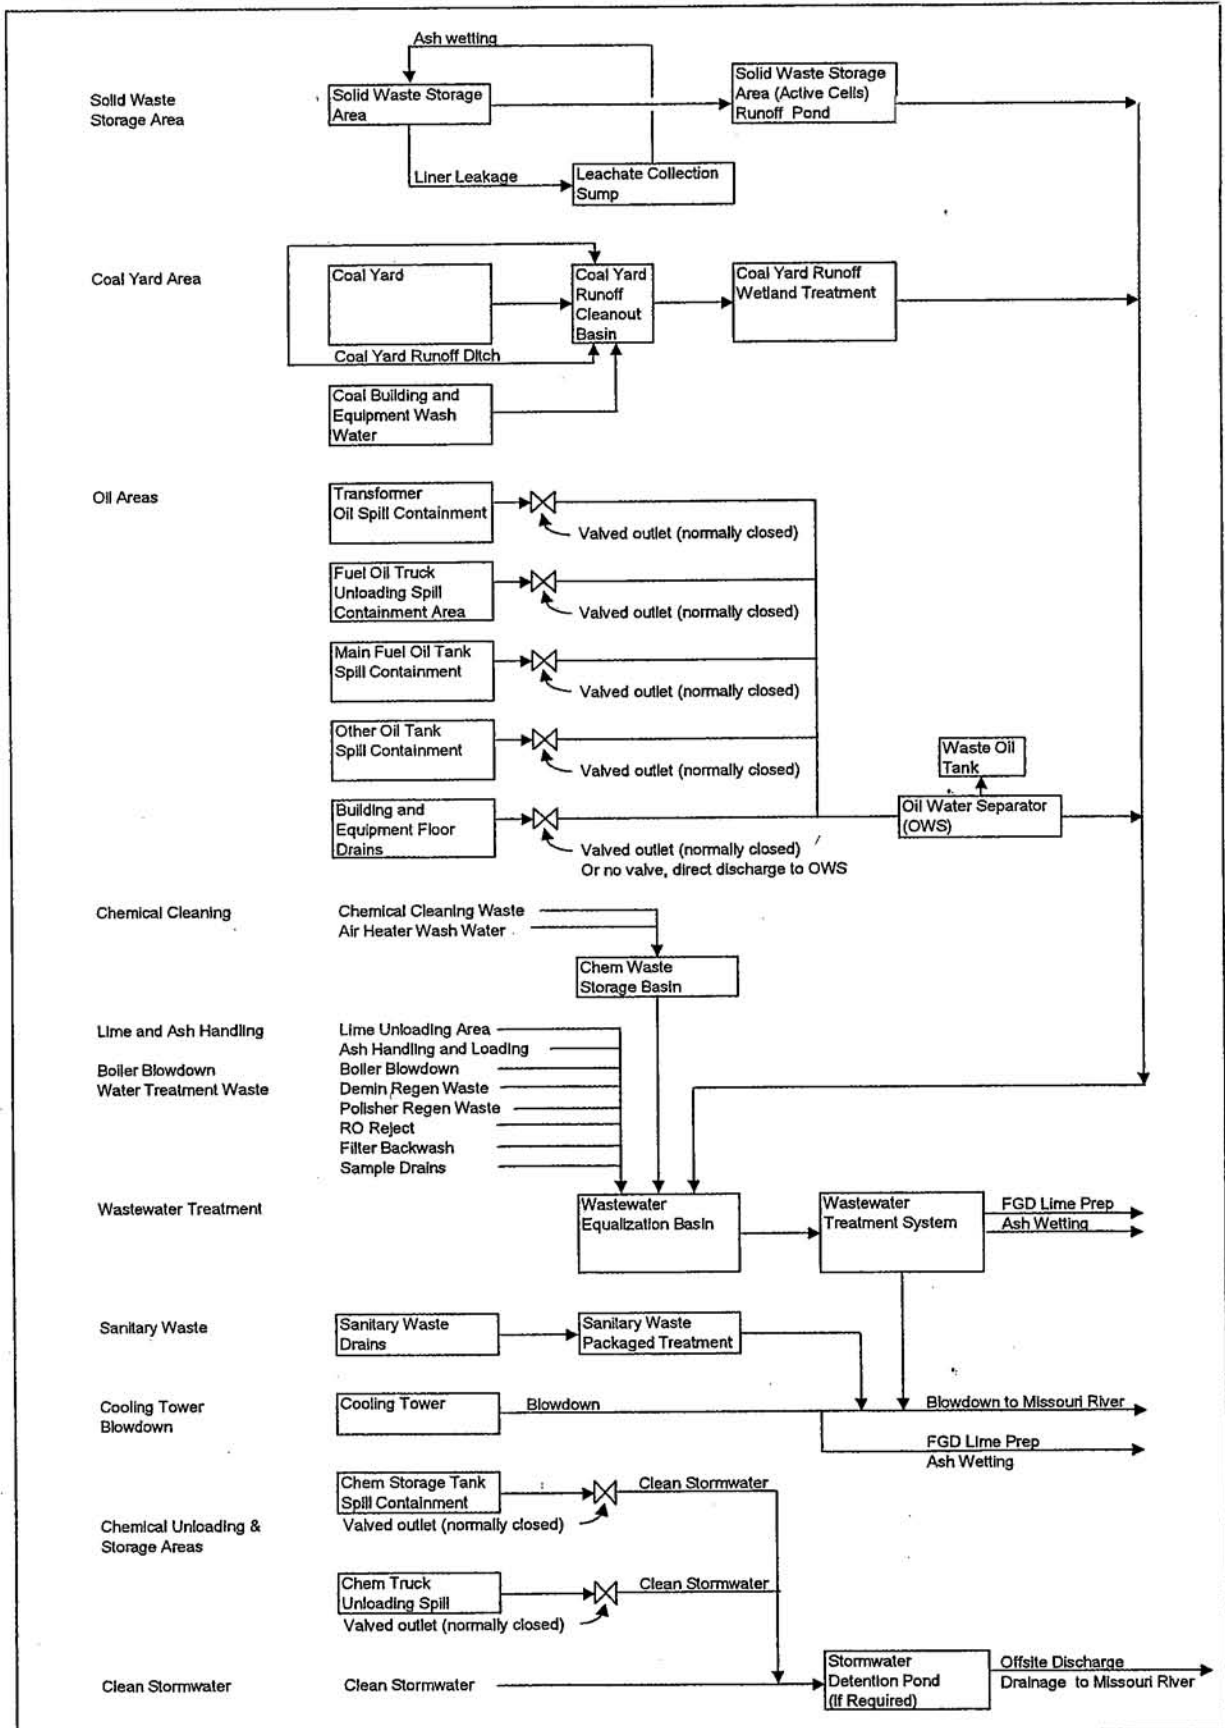 Ash wetting
Solid Waste
Storage Area
Solid Waste Storage
Area
Solid Waste Storage
Area (Active Cells)
Runoff Pond
Liner Leakage
Leachate Collection
Sump
Coal Yard Area
Coal Yard
Coal Yard
Runoff
Cleanout
Basin
Coal Yard Runoff
Wetland Treatment
Coal Yard Runoff Ditch
Coal Building and
Equipment Wash
Water
Oil Areas
Transformer
Oil Spill Containment
Valved outlet (normally closed)
Fuel Oil Truck
Unloading Spill
Containment Area
Valved outlet (normally closed)
Main Fuel Oil Tank
Spill Containment
Valved outlet (normally closed)
Other Oil Tank
Spill Containment
Valved outlet (normally closed)
Waste Oil
Tank
Building and
Equipment Floor
Drains
Oil Water Separator
(OWS)
Valved outlet (normally closed)
Or no valve, direct discharge to OWS
Chemical Cleaning
Chemical Cleaning Waste
Air Heater Wash Water
Chem Waste
Storage Basin
Lime and Ash Handling
Lime Unloading Area
Ash Handling and Loading
Boiler Blowdown
Water Treatment Waste
Boiler Blowdown
Demin Regen Waste
Polisher Regen Waste
RO Reject
Filter Backwash
Sample Drains
Wastewater Treatment
Wastewater
Equalization Basin
Wastewater
Treatment System
FGD Lime Prep
Ash Wetting
Sanitary Waste
Sanitary Waste
Drains
Sanitary Waste
Packaged Treatment
Cooling Tower
Blowdown
Cooling Tower
Blowdown
Blowdown to Missouri River
FGD Lime Prep
Ash Wetting
Chemical Unloading &
Storage Areas
Chem Storage Tank
Spill Containment
Valved outlet (normally closed)
Clean Stormwater
Chem Truck
Unloading Spill
Valved outlet (normally closed)
Clean Stormwater
Clean Stormwater
Clean Stormwater
Stormwater
Detention Pond
(If Required)
Offsite Discharge
Drainage to Missouri River